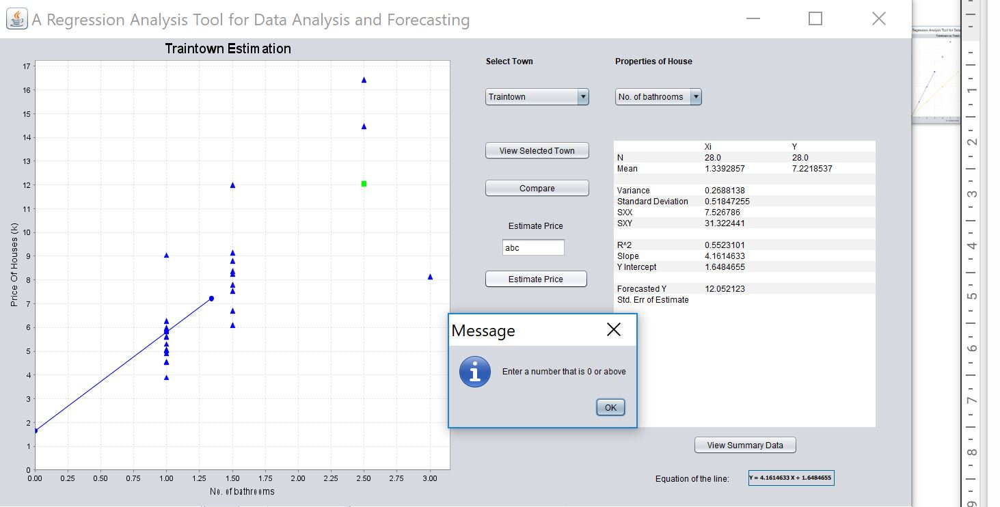 A Regression Analysis Tool for Data Analysis and Forecasting
Traintown Estimation
17
16
15
14
13
12
11
10
9
8
7
6
5
4
3
2
1
0
Price Of Houses (k)
0.00 0.25 0.50 0.75 1.00 1.25 1.50 1.75 2.00 2.25 2.50 2.75 3.00
No. of bathrooms
Select Town
Properties of House
Traintown
No. of bathrooms
View Selected Town
Compare
Estimate Price
abc
Estimate Price
Xi Y
N 28.0 28.0
Mean 1.3392857 7.2218537
Variance 0.2688138
Standard Deviation 0.51847255
SXX 7.526786
SXY 31.322441
R^2 0.5523101
Slope 4.1614633
Y Intercept 1.6484655
Forecasted Y 12.052123
Std. Err of Estimate
Message
Enter a number that is 0 or above
OK
View Summary Data
Equation of the line:
Y = 4.1614633 X + 1.6484655
1
2
3
4
5
6
7
8
9